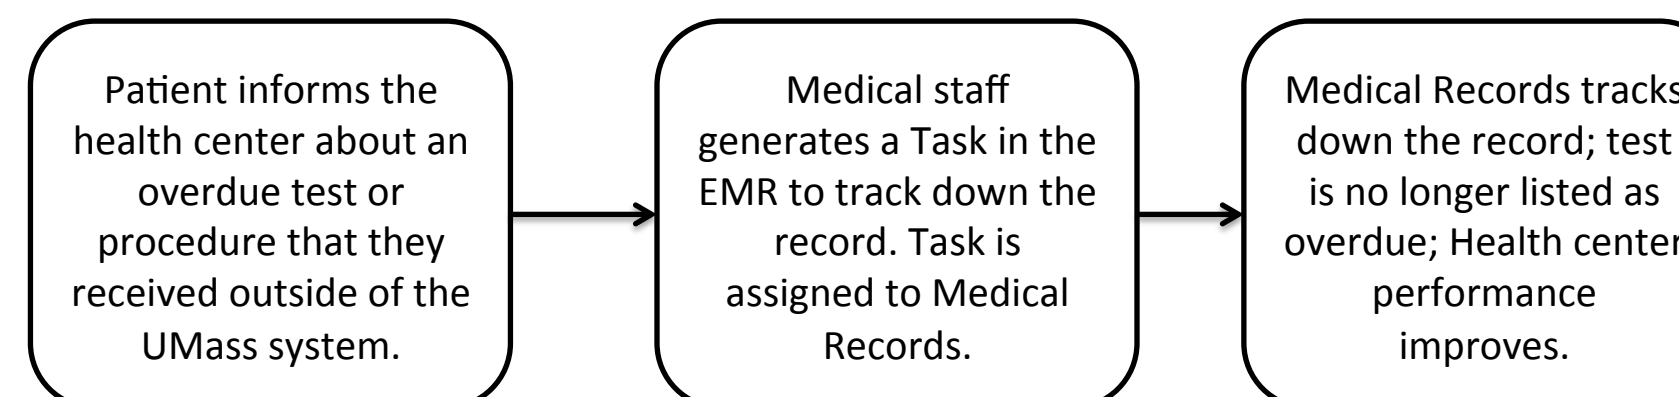 Patient informs the
health center about an
overdue test or
procedure that they
received outside of the
UMass system.
Medical staff
generates a Task in the
EMR to track down the
record. Task is
assigned to Medical
Records.
Medical Records tracks
down the record; test
is no longer listed as
overdue; Health center
performance
improves.